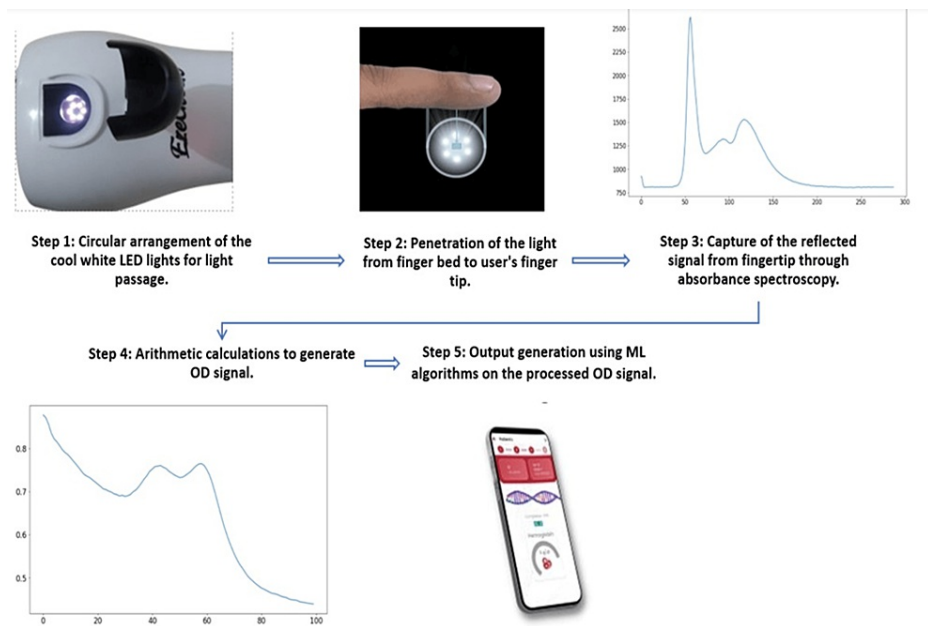 EzeCheck
2500
2250
2000
1750
1500
1250
1000
750
0 50 100 150 200 250 300
Step 1: Circular arrangement of the
cool white LED lights for light
passage.
Step 2: Penetration of the light
from finger bed to user's finger
tip.
Step 3: Capture of the reflected
signal from fingertip through
absorbance spectroscopy.
Step 4: Arithmetic calculations to generate
OD signal.
Step 5: Output generation using ML
algorithms on the processed OD signal.
0.8
0.7
0.6
0.5
0 20 40 60 80 100
Hemoglobin